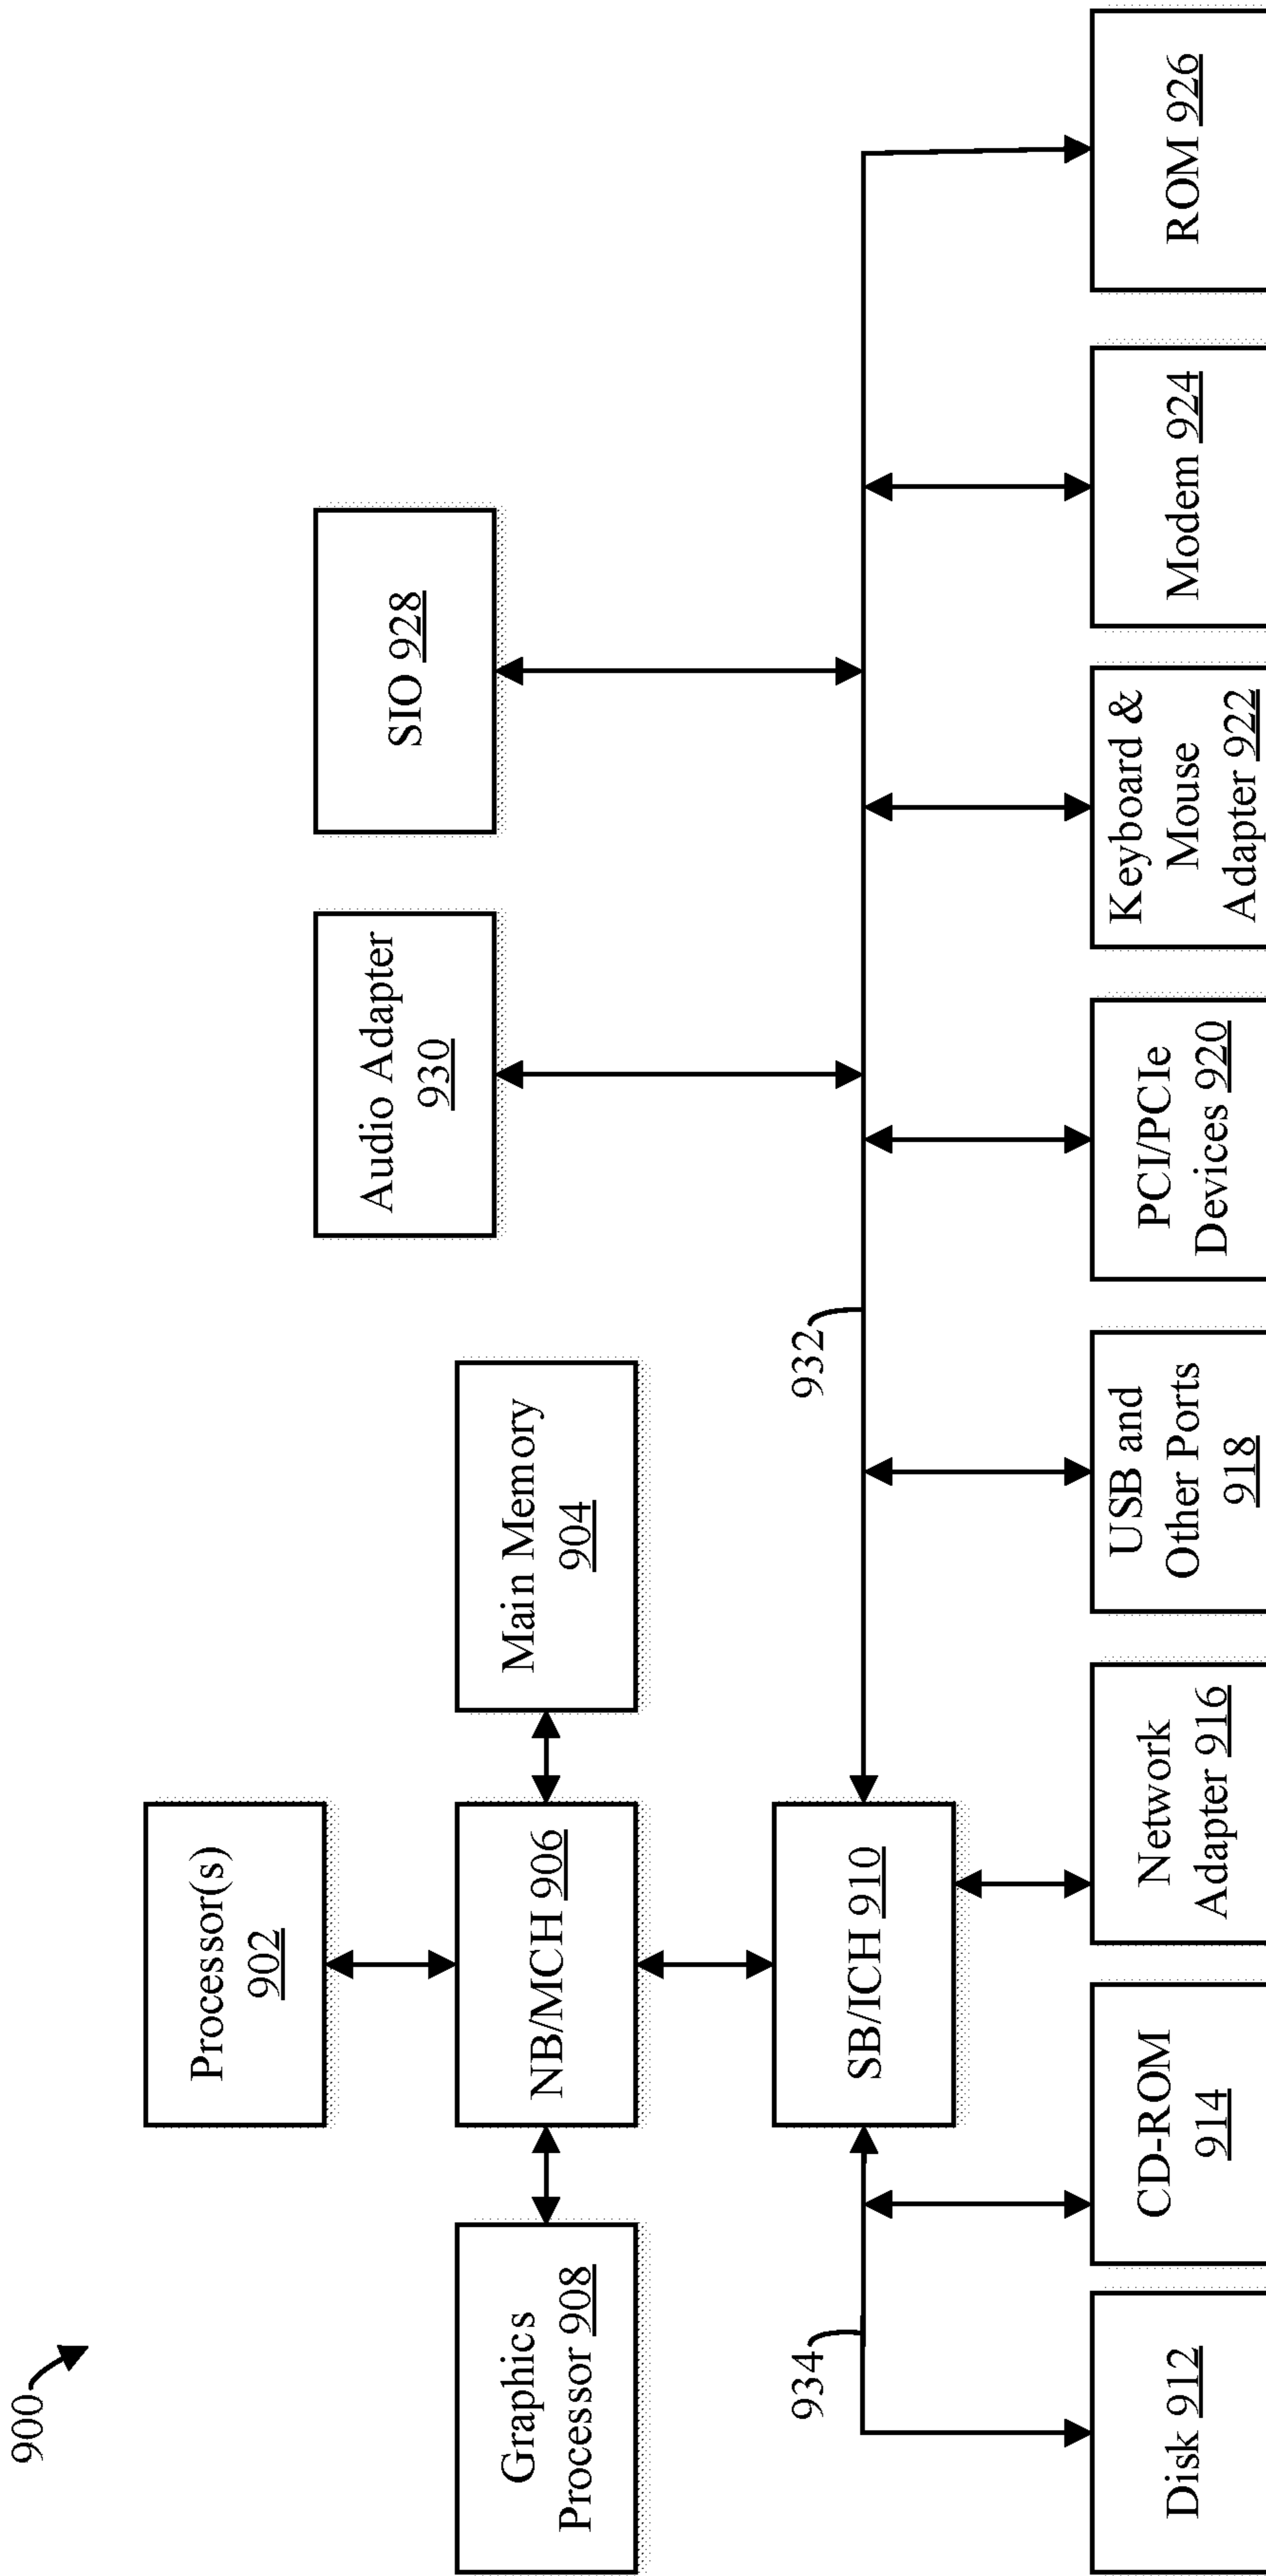 900
Processor(s)
902
Graphics
Processor 908
NB/MCH 906
Main Memory
904
Audio Adapter
930
SIO 928
934
SB/ICH 910
932
Disk 912
CD-ROM
914
Network
Adapter 916
USB and
Other Ports
918
PCI/PCIe
Devices 920
Keyboard &
Mouse
Adapter 922
Modem 924
ROM 926